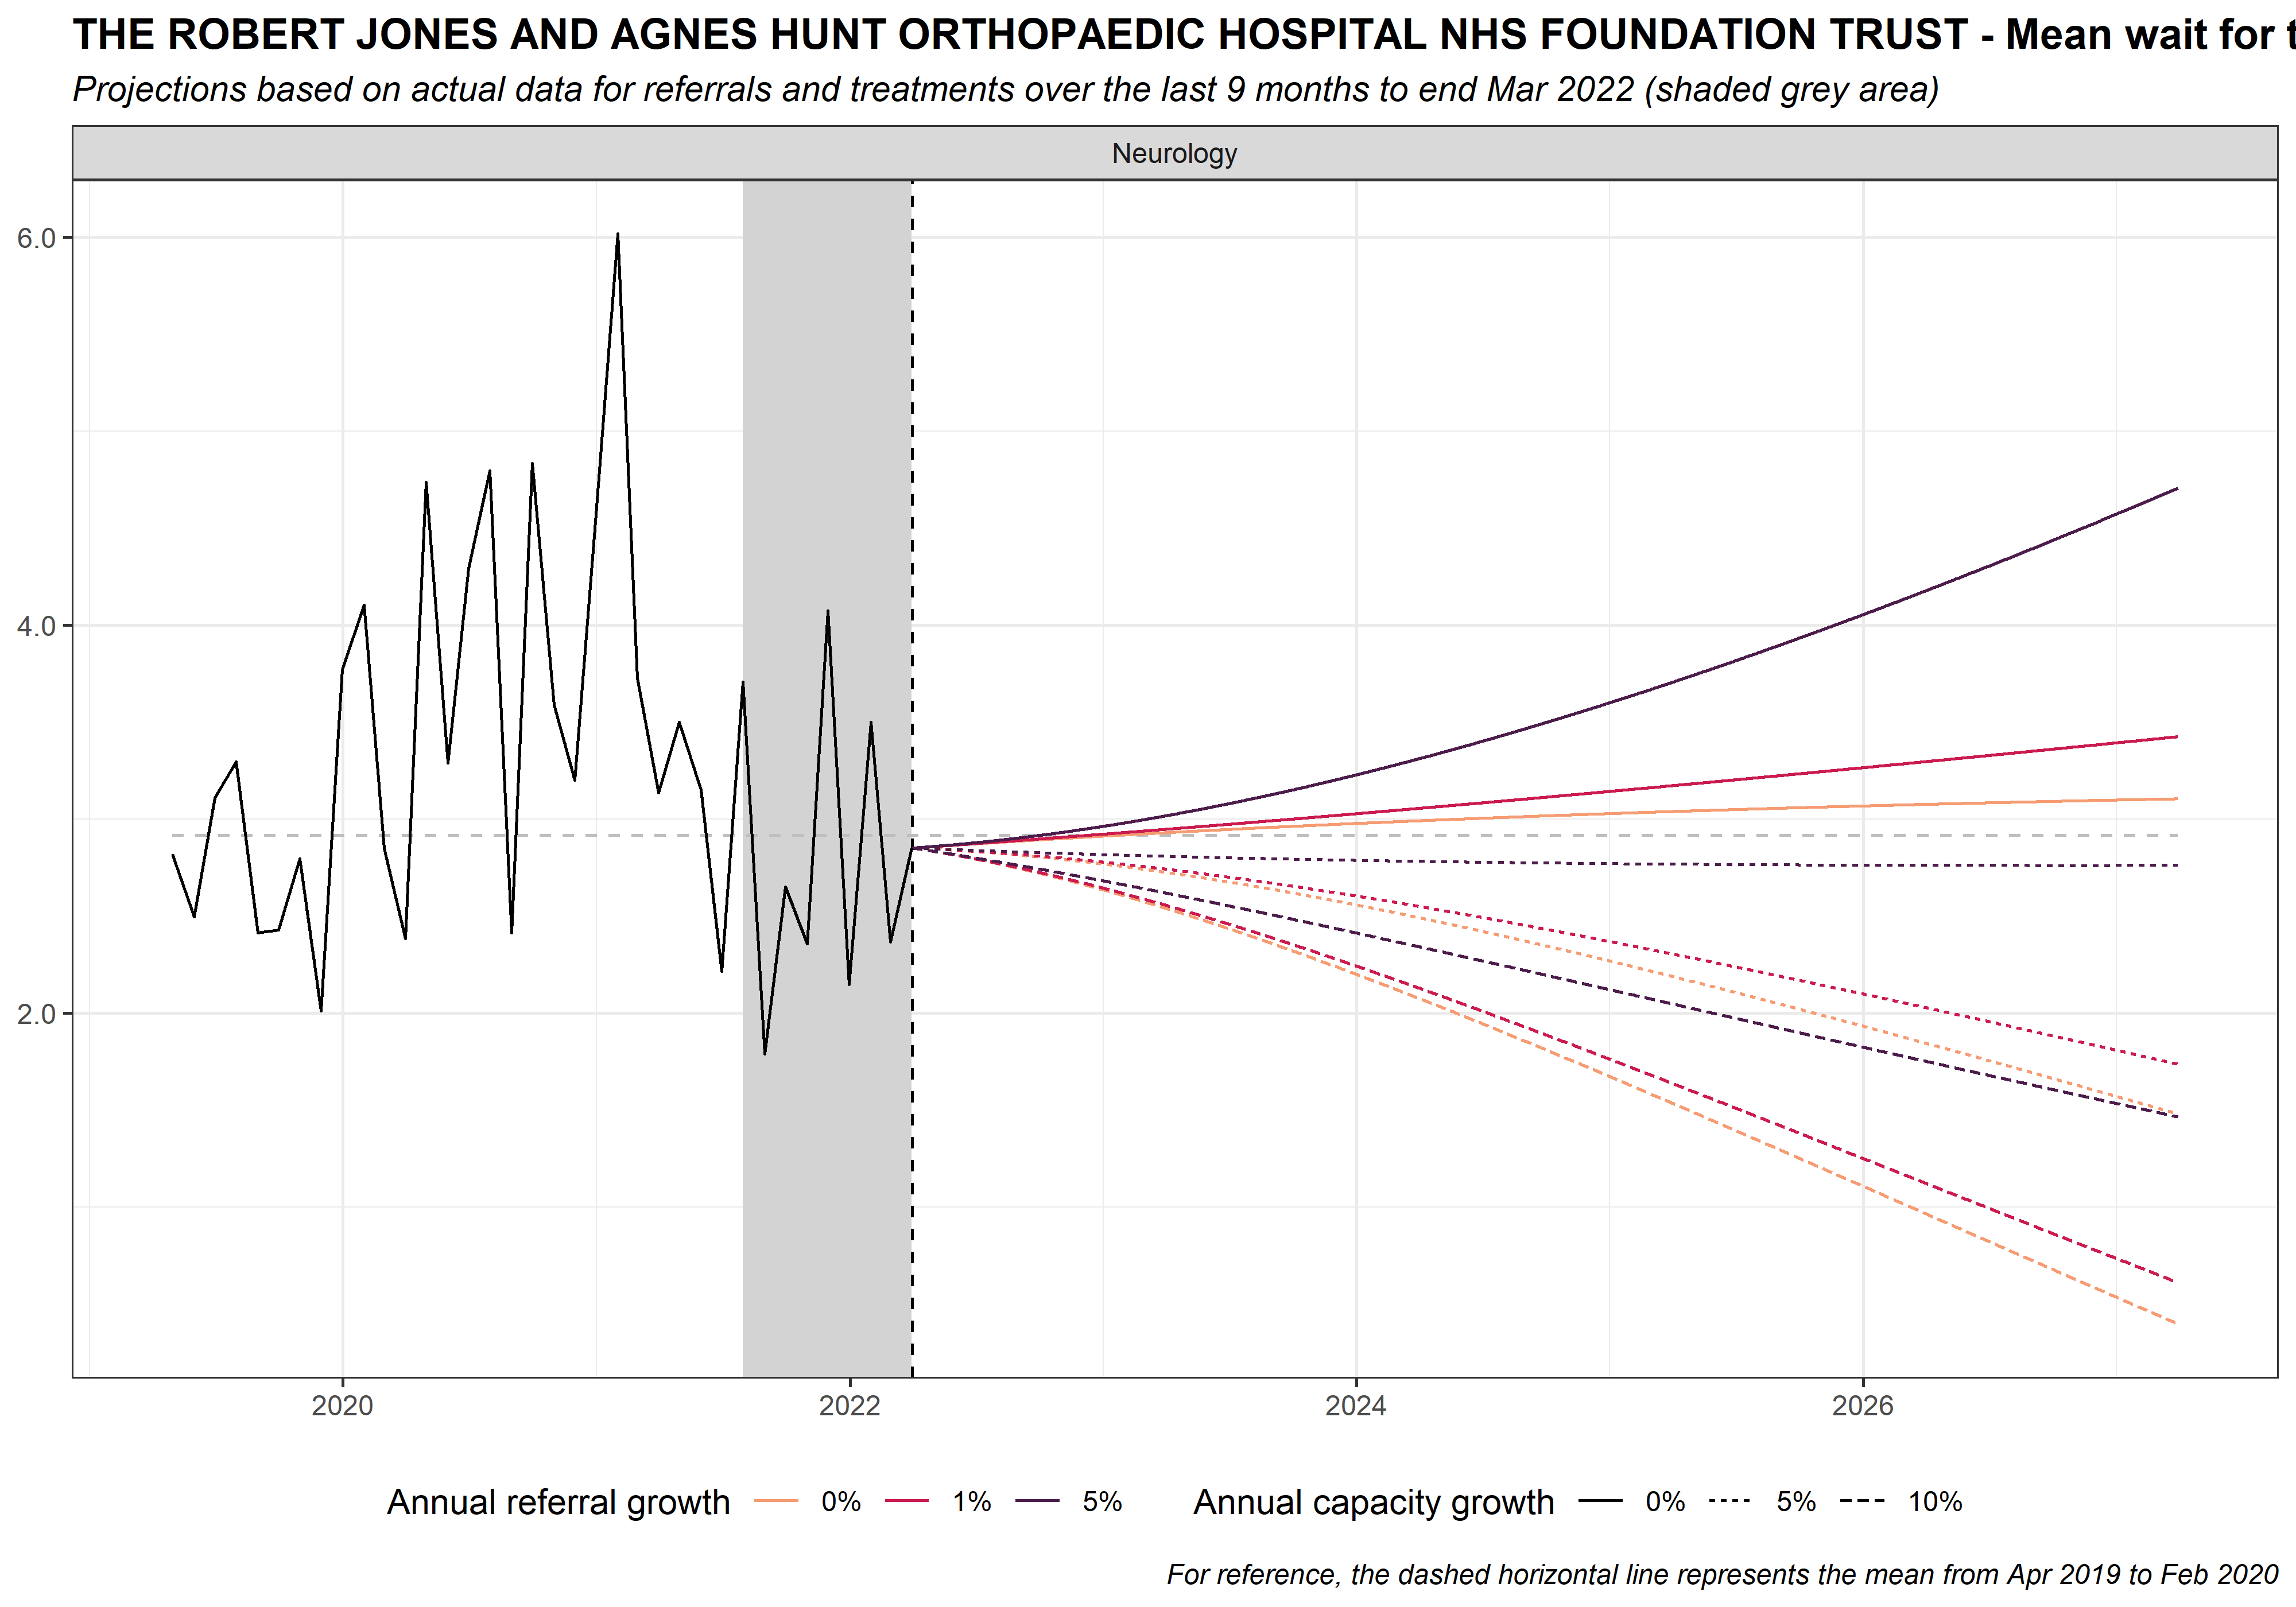 THE ROBERT JONES AND AGNES HUNT ORTHOPAEDIC HOSPITAL NHS FOUNDATION TRUST - Mean wait for t
Projections based on actual data for referrals and treatments over the last 9 months to end Mar 2022 (shaded grey area)
Neurology
6.0
4.0
2.0
2020 2022 2024 2026
Annual referral growth 0% 1% 5% Annual capacity growth 0% 5% 10%
For reference, the dashed horizontal line represents the mean from Apr 2019 to Feb 2020